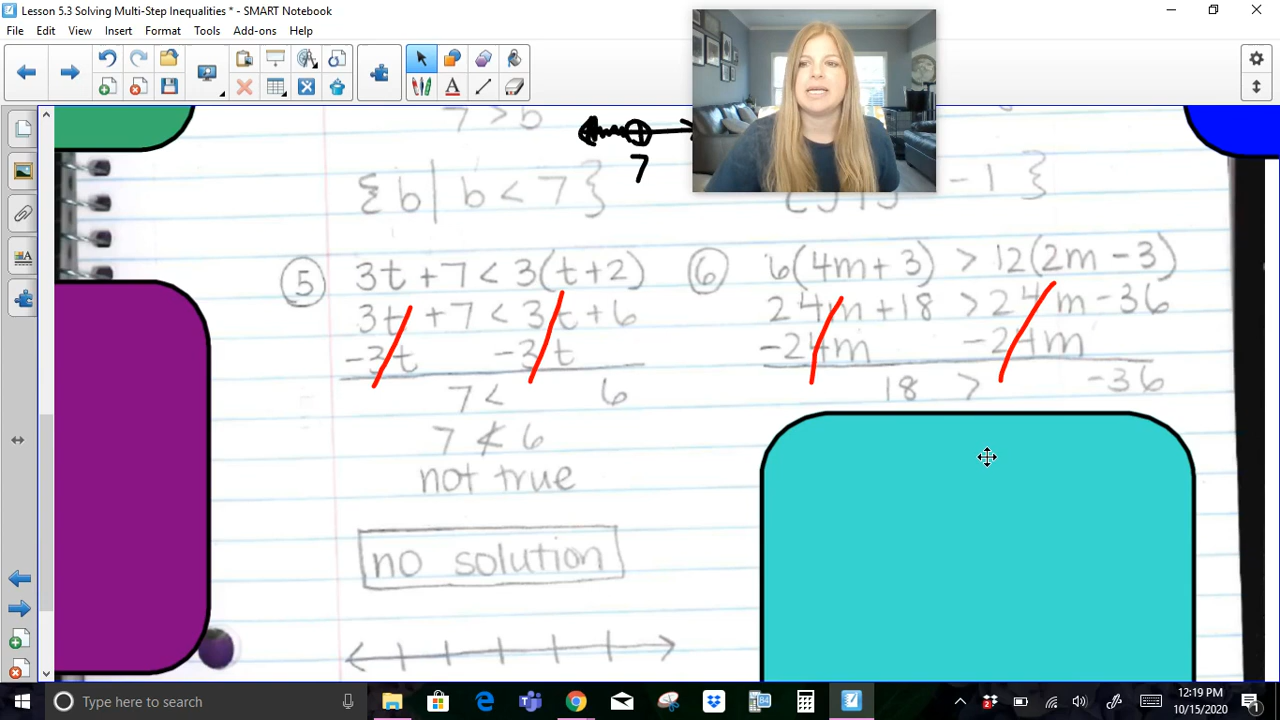 Lesson 5.3 Solving Multi-Step Inequalities * - SMART Notebook
File Edit View Insert Format Tools Add-ons Help
7 > b
7
{b| b < 7}
- 1 }
5 3t + 7 < 3(t+2)
3t + 7 < 3t + 6
-3t -3t
7 < 6
7 ≮ 6
not true
no solution
6 6(4m + 3) > 12(2m - 3)
24m + 18 > 24m - 36
-24m -24m
18 > -36
Type here to search
12:19 PM
10/15/2020